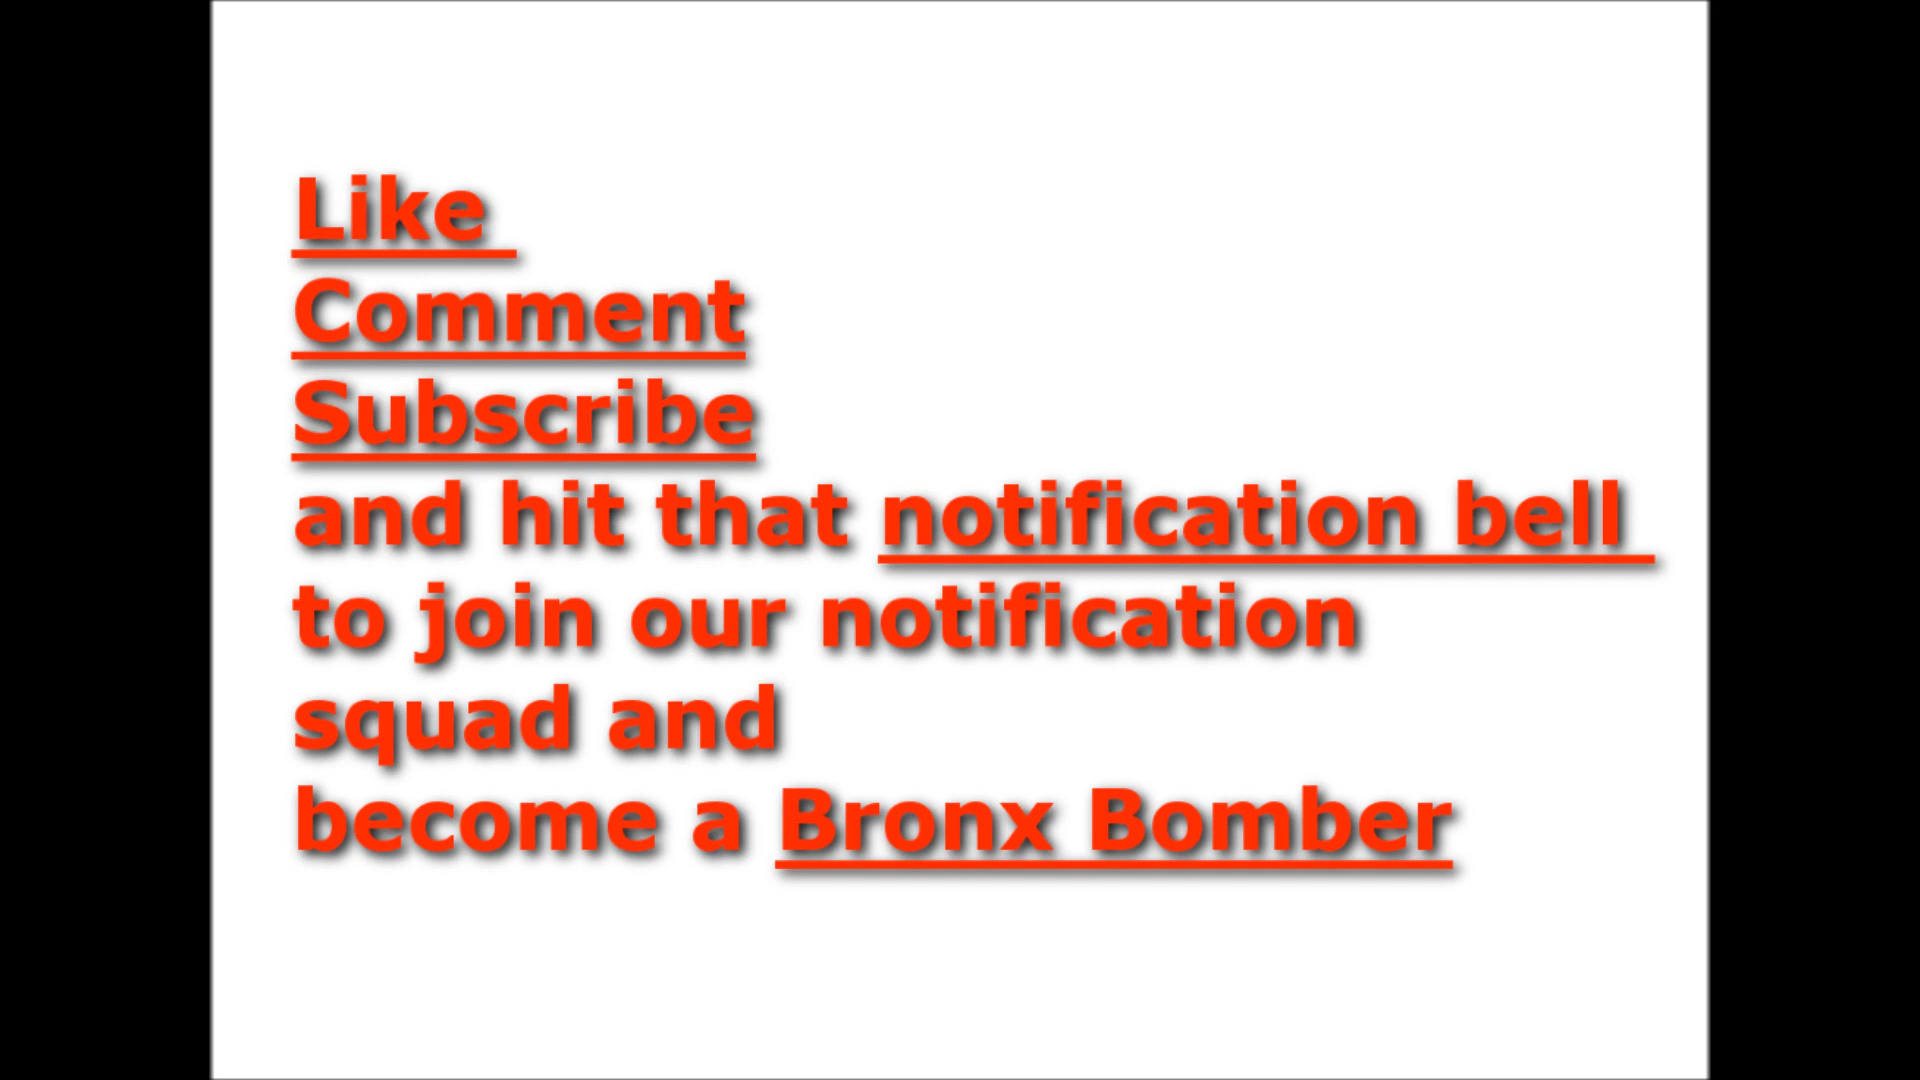 Like
Comment
Subscribe
and hit that notification bell
to join our notification
squad and
become a Bronx Bomber